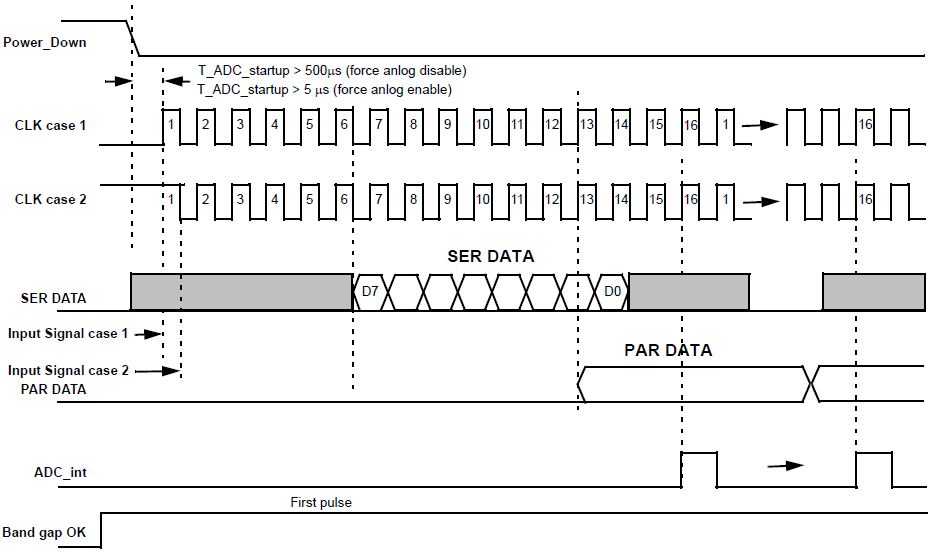 Power_Down
T_ADC_startup > 500μs (force anlog disable)
T_ADC_startup > 5 μs (force anlog enable)
CLK case 1
1 2 3 4 5 6 7 8 9 10 11 12 13 14 15 16 1 16
CLK case 2
1 2 3 4 5 6 7 8 9 10 11 12 13 14 15 16 1 16
SER DATA
SER DATA
D7 D0
Input Signal case 1
PAR DATA
Input Signal case 2
PAR DATA
ADC_int
First pulse
Band gap OK